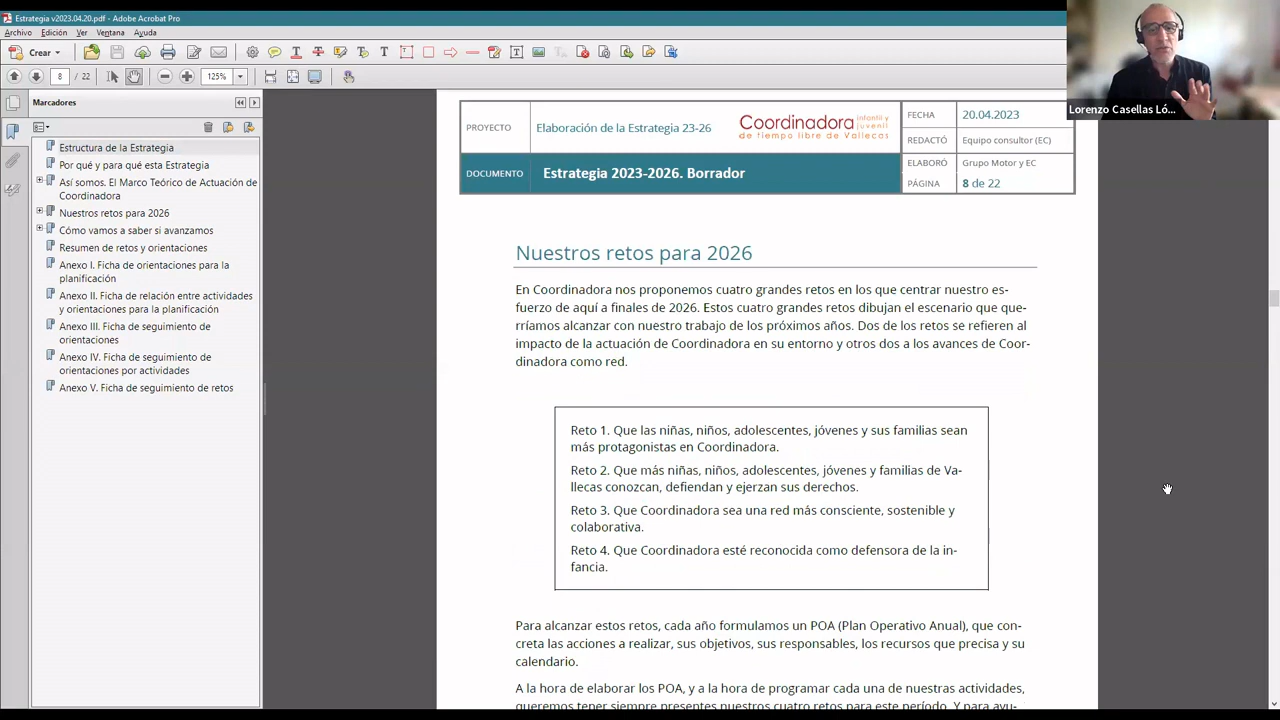 Estrategia v2023.04.20.pdf - Adobe Acrobat Pro
Archivo Edición Ver Ventana Ayuda
Crear
8 / 22 125%
Marcadores
Estructura de la Estrategia
Por qué y para qué esta Estrategia
Así somos. El Marco Teórico de Actuación de
Coordinadora
Nuestros retos para 2026
Cómo vamos a saber si avanzamos
Resumen de retos y orientaciones
Anexo I. Ficha de orientaciones para la
planificación
Anexo II. Ficha de relación entre actividades
y orientaciones para la planificación
Anexo III. Ficha de seguimiento de
orientaciones
Anexo IV. Ficha de seguimiento de
orientaciones por actividades
Anexo V. Ficha de seguimiento de retos
PROYECTO
Elaboración de la Estrategia 23-26
Coordinadora infantil y
juvenil
de tiempo libre de Vallecas
FECHA
20.04.2023
REDACTÓ
Equipo consultor (EC)
DOCUMENTO
Estrategia 2023-2026. Borrador
ELABORÓ
Grupo Motor y EC
PÁGINA
8 de 22
Lorenzo Casellas Ló...
Nuestros retos para 2026
En Coordinadora nos proponemos cuatro grandes retos en los que centrar nuestro es-
fuerzo de aquí a finales de 2026. Estos cuatro grandes retos dibujan el escenario que que-
rríamos alcanzar con nuestro trabajo de los próximos años. Dos de los retos se refieren al
impacto de la actuación de Coordinadora en su entorno y otros dos a los avances de Coor-
dinadora como red.
Reto 1. Que las niñas, niños, adolescentes, jóvenes y sus familias sean
más protagonistas en Coordinadora.
Reto 2. Que más niñas, niños, adolescentes, jóvenes y familias de Va-
llecas conozcan, defiendan y ejerzan sus derechos.
Reto 3. Que Coordinadora sea una red más consciente, sostenible y
colaborativa.
Reto 4. Que Coordinadora esté reconocida como defensora de la in-
fancia.
Para alcanzar estos retos, cada año formulamos un POA (Plan Operativo Anual), que con-
creta las acciones a realizar, sus objetivos, sus responsables, los recursos que precisa y su
calendario.
A la hora de elaborar los POA, y a la hora de programar cada una de nuestras actividades,
queremos tener siempre presentes nuestros cuatro retos para este período. Y para ayu-